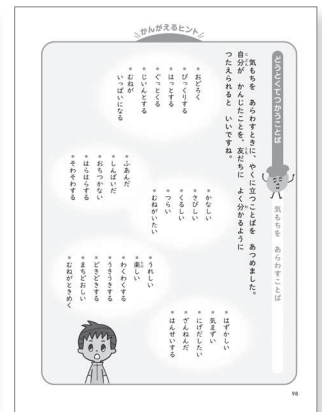 かんがえるヒント
どうとくでつかうことば
気もちを あらわすことば
気もちを あらわすときに、やくに立つことばを あつめました。
自分が かんじたことを、友だちに よく分かるように
つたえられると いいですね。
・おどろく
・びっくりする
・はっとする
・ぐっとくる
・じいんとする
・むねが
いっぱいになる
・かなしい
・さびしい
・くるしい
・つらい
・むねがいたい
・はずかしい
・気まずい
・にげだしたい
・ざんねんだ
・はんせいする
・ふあんだ
・しんぱいだ
・おちつかない
・はらはらする
・そわそわする
・うれしい
・楽しい
・わくわくする
・うきうきする
・どきどきする
・まちどおしい
・むねがときめく
98